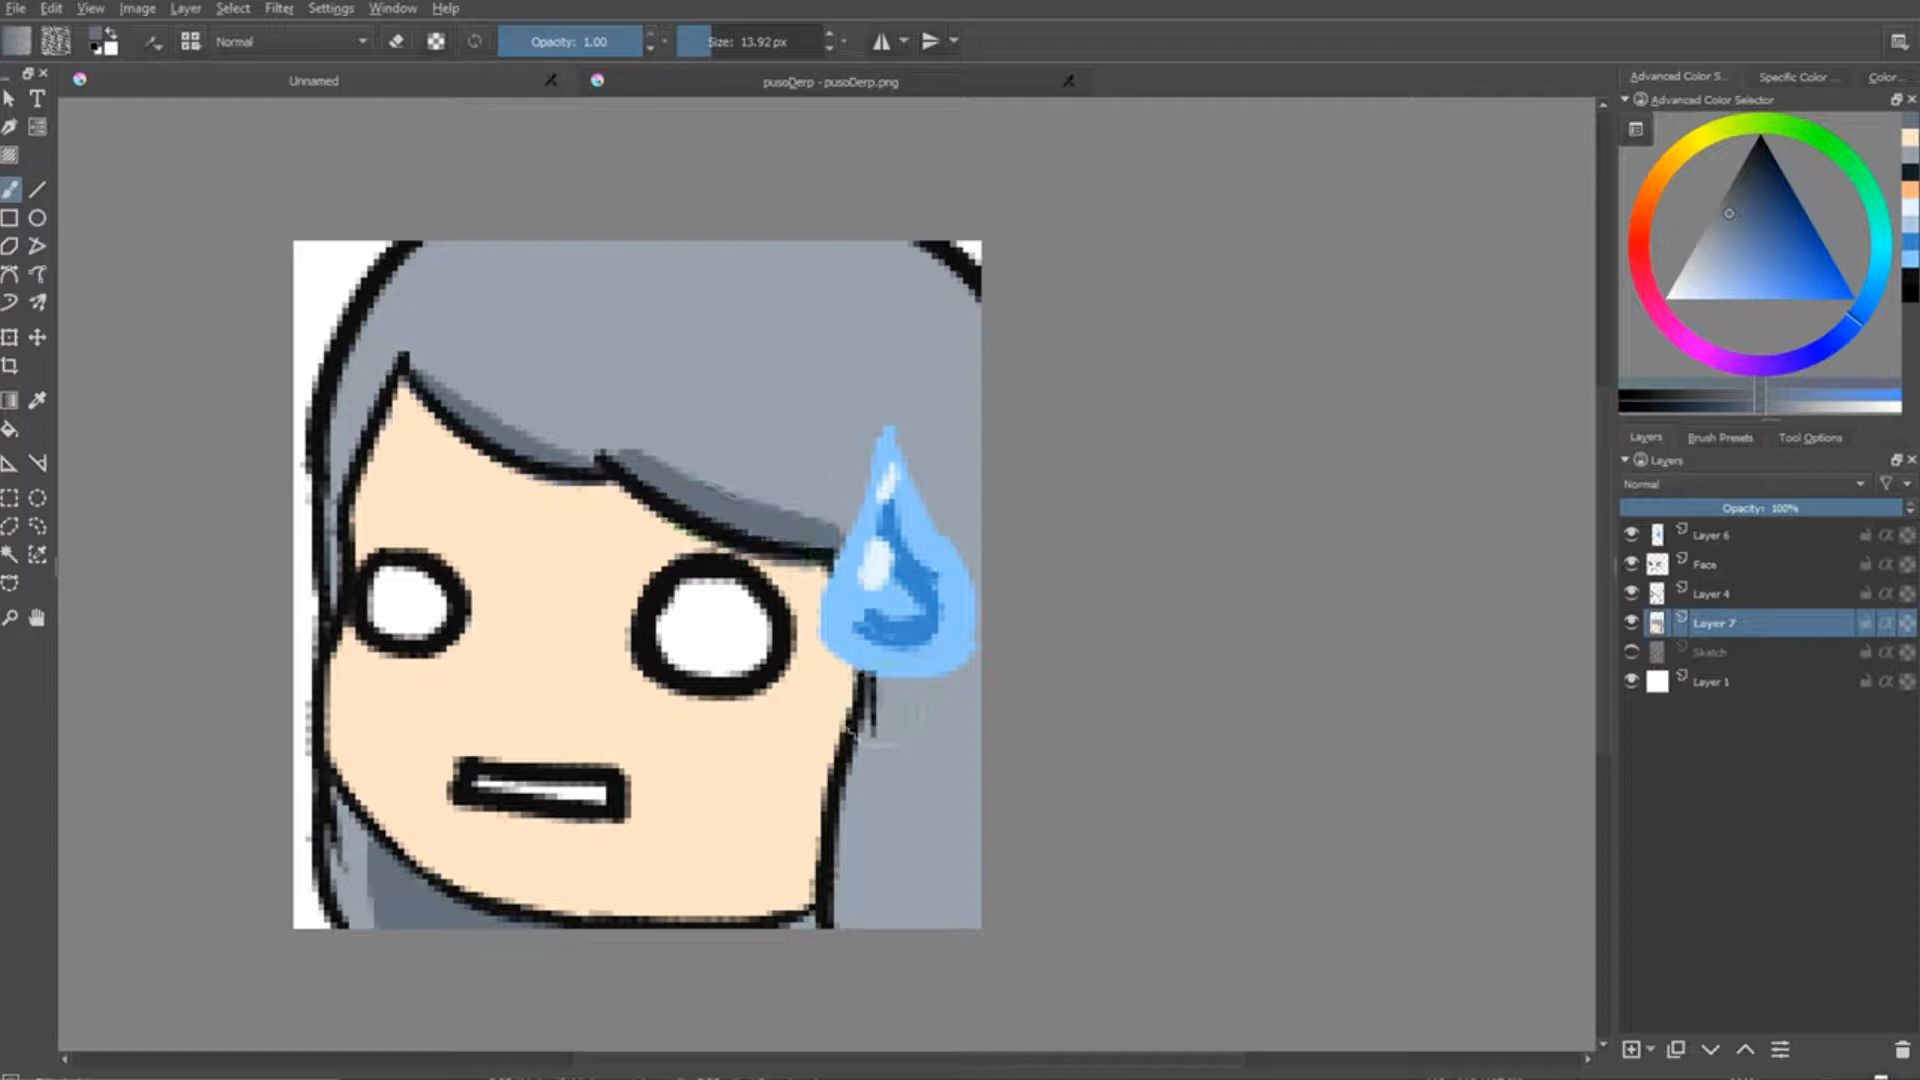 File Edit View Image Layer Select Filter Settings Window Help
Normal Opacity: 1.00 Size: 13.92 px
Unnamed pusoDerp - pusoDerp.png
Advanced Color S... Specific Color ... Color...
Advanced Color Selector
Layers Brush Presets Tool Options
Layers
Normal
Opacity: 100%
Layer 6
Face
Layer 4
Layer 7
Sketch
Layer 1